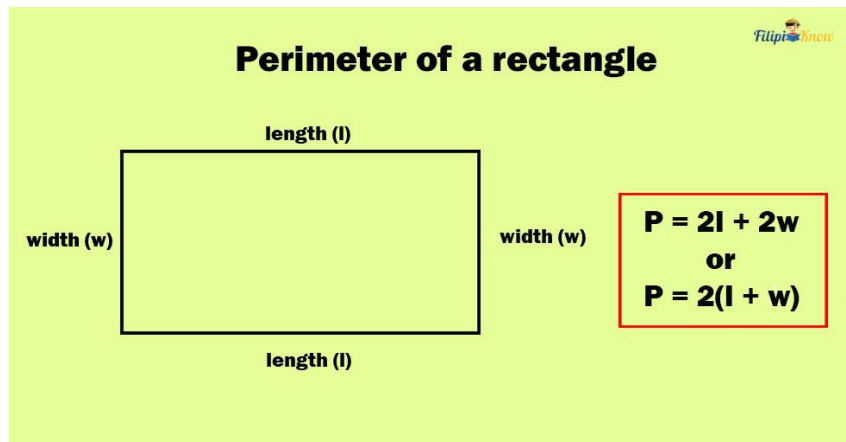 FilipiKnow
Perimeter of a rectangle
length (l)
width (w)
width (w)
length (l)
P = 2l + 2w
or
P = 2(l + w)